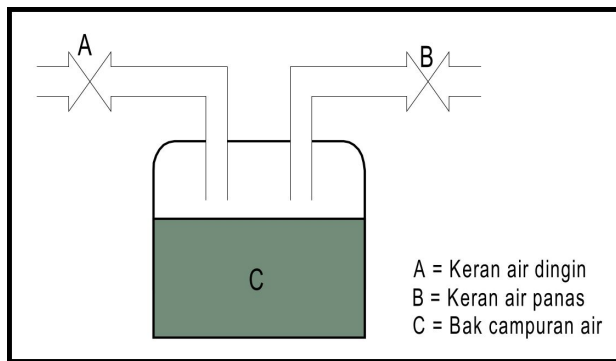 A
B
C
A = Keran air dingin
B = Keran air panas
C = Bak campuran air